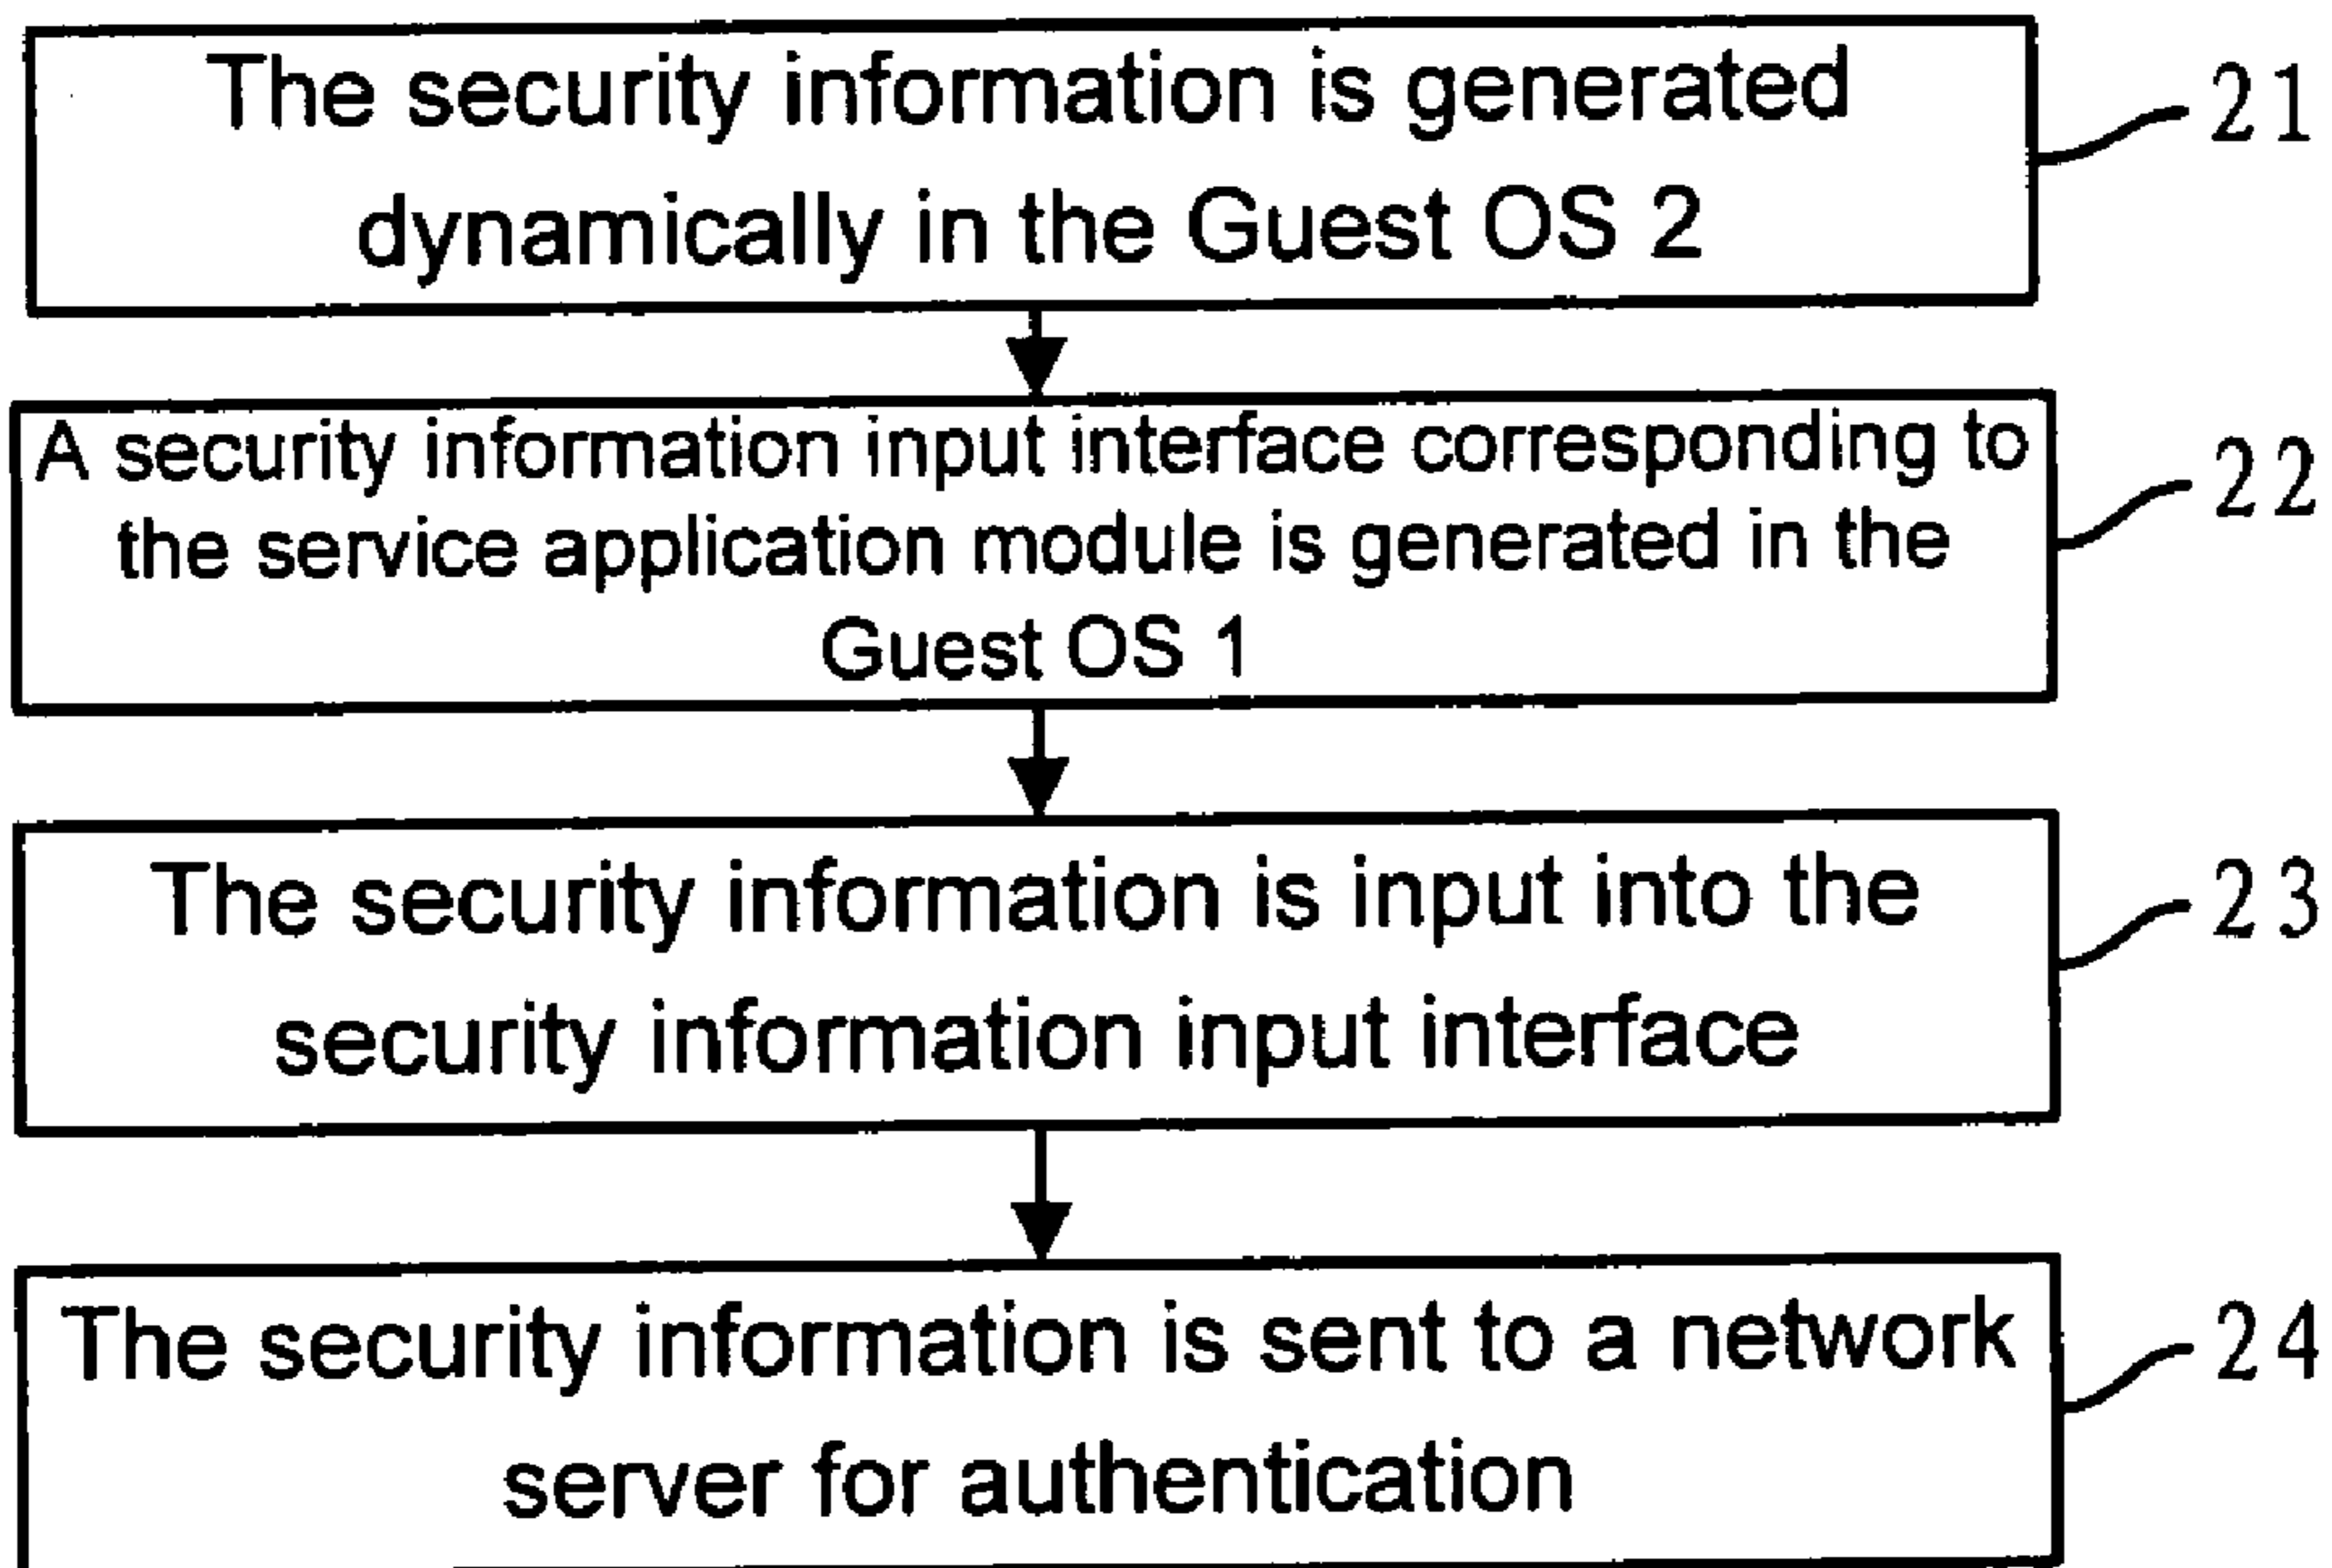 The security information is generated
dynamically in the Guest OS 2
21
A security information input interface corresponding to
the service application module is generated in the
Guest OS 1
22
The security information is input into the
security information input interface
23
The security information is sent to a network
server for authentication
24